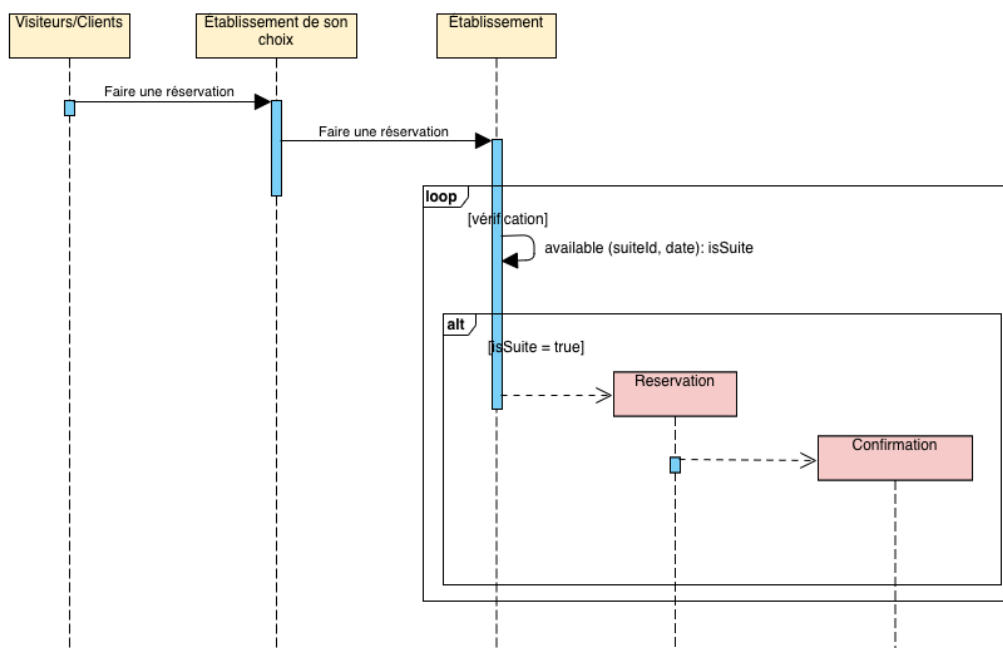 Visiteurs/Clients
Établissement de son
choix
Établissement
Faire une réservation
Faire une réservation
loop
[vérification]
available (suiteId, date): isSuite
alt
[isSuite = true]
Reservation
Confirmation